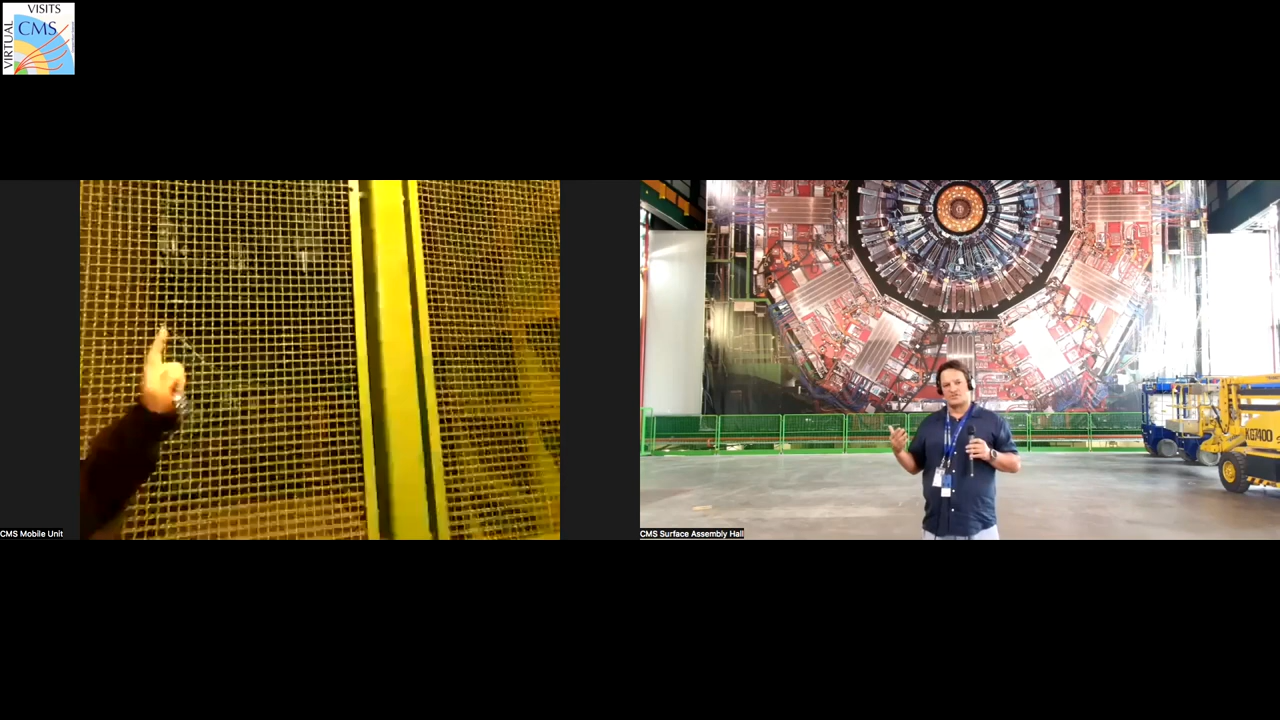 VISITS
VIRTUAL
CMS
CMS Mobile Unit
CMS Surface Assembly Hall